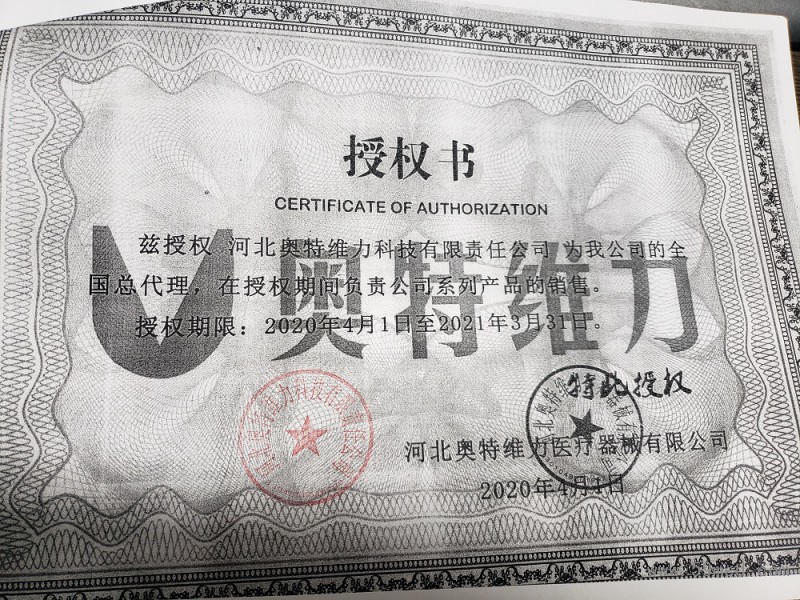 授权书
CERTIFICATE OF AUTHORIZATION
兹授权 河北奥特维力科技有限责任公司 为我公司的全
国总代理，在授权期间负责公司系列产品的销售。
奥特维力
授权期限：2020年4月1日至2021年3月31日。
特此授权
河北奥特维力医疗器械有限公司
2020年4月1日